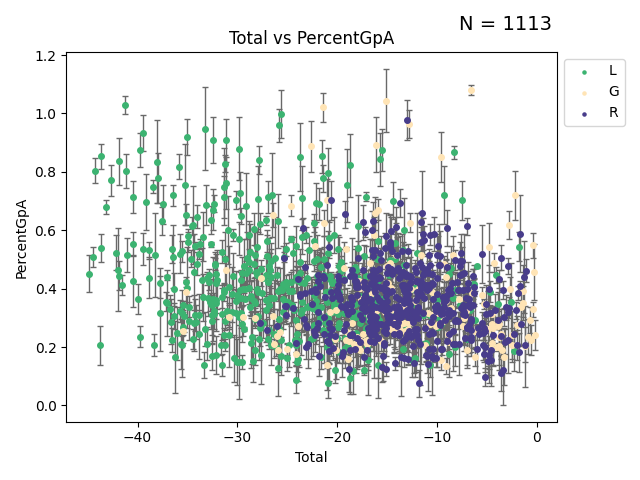 N = 1113
Total vs PercentGpA
L
G
R
PercentGpA
1.2
1.0
0.8
0.6
0.4
0.2
0.0
−40
−30
−20
−10
0
Total